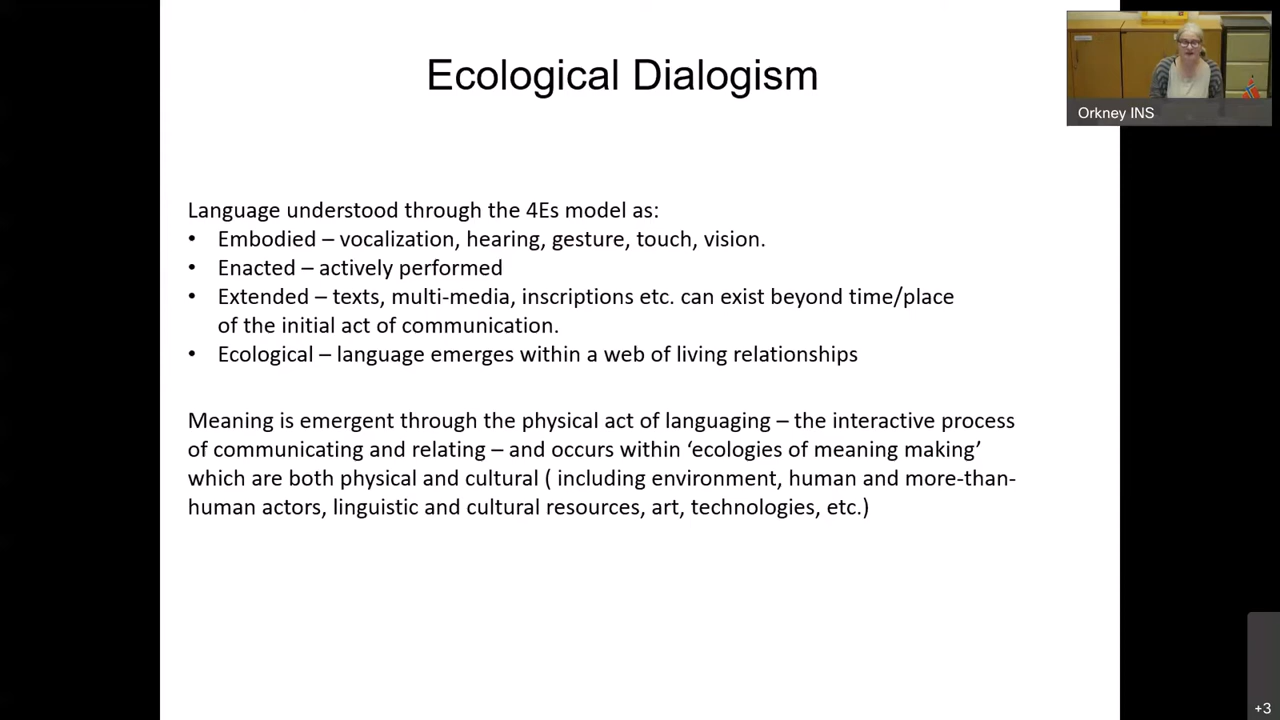 Ecological Dialogism
Orkney INS
Language understood through the 4Es model as:
• Embodied – vocalization, hearing, gesture, touch, vision.
• Enacted – actively performed
• Extended – texts, multi-media, inscriptions etc. can exist beyond time/place
of the initial act of communication.
• Ecological – language emerges within a web of living relationships
Meaning is emergent through the physical act of languaging – the interactive process
of communicating and relating – and occurs within ‘ecologies of meaning making’
which are both physical and cultural ( including environment, human and more-than-
human actors, linguistic and cultural resources, art, technologies, etc.)
+3